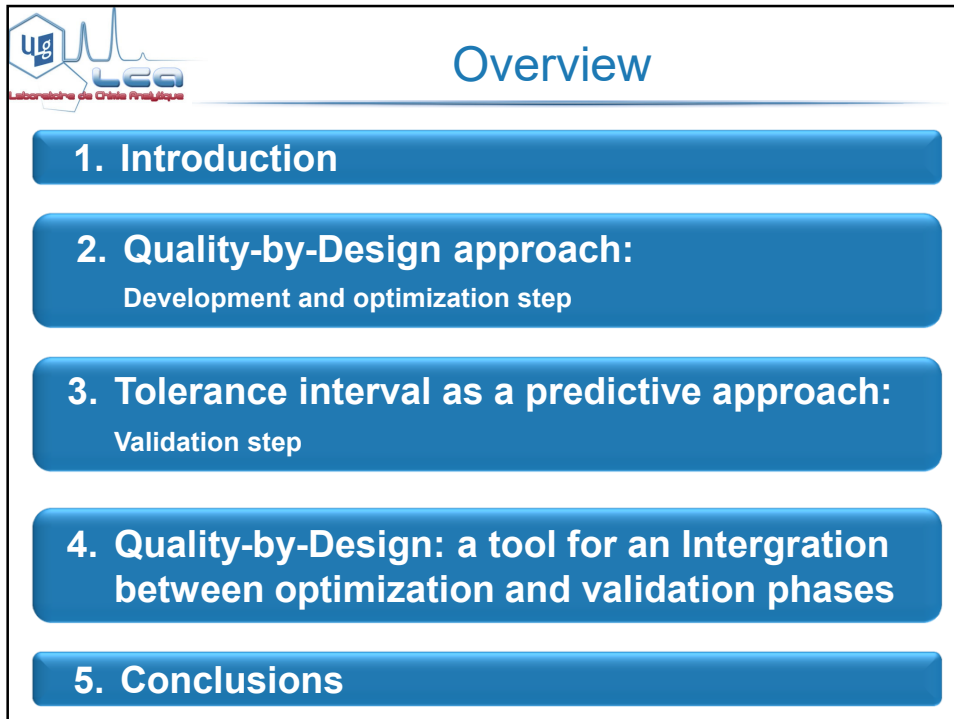 Ulg
LCA
Laboratoire de Chimie Analytique
Overview
1. Introduction
2. Quality-by-Design approach:
Development and optimization step
3. Tolerance interval as a predictive approach:
Validation step
4. Quality-by-Design: a tool for an Intergration
between optimization and validation phases
5. Conclusions